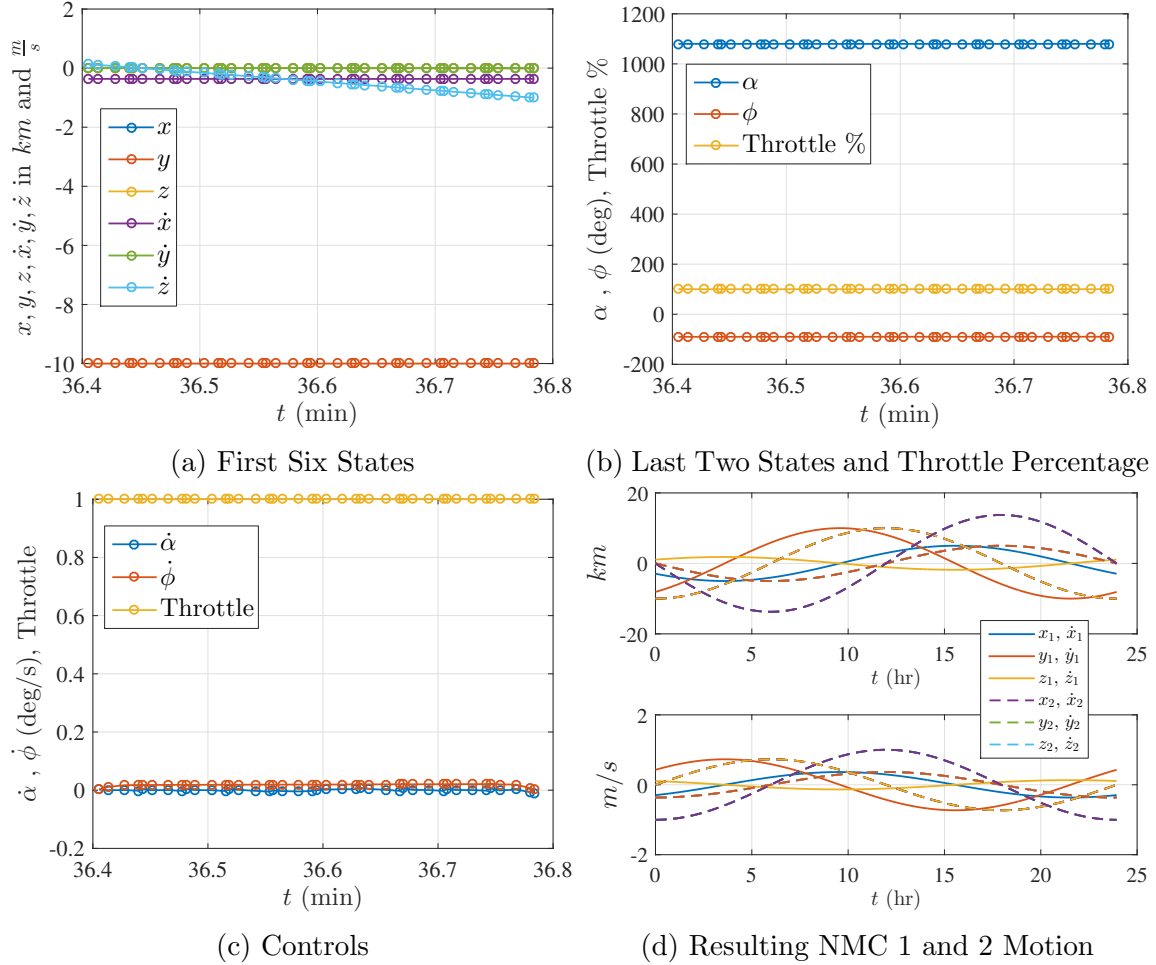 x, y, z, ẋ, ẏ, ż in km and m/s
2
0
-2
-4
-6
-8
-10
x
y
z
ẋ
ẏ
ż
36.4 36.5 36.6 36.7 36.8
t (min)
(a) First Six States
α , ϕ (deg), Throttle %
1200
1000
800
600
400
200
0
-200
α
ϕ
Throttle %
36.4 36.5 36.6 36.7 36.8
t (min)
(b) Last Two States and Throttle Percentage
α̇ , ϕ̇ (deg/s), Throttle
1
0.8
0.6
0.4
0.2
0
-0.2
α̇
ϕ̇
Throttle
36.4 36.5 36.6 36.7 36.8
t (min)
(c) Controls
km
20
0
-20
0 5 10 15 20 25
t (hr)
x₁, ẋ₁
y₁, ẏ₁
z₁, ż₁
x₂, ẋ₂
y₂, ẏ₂
z₂, ż₂
m/s
2
0
-2
0 5 10 15 20 25
t (hr)
(d) Resulting NMC 1 and 2 Motion